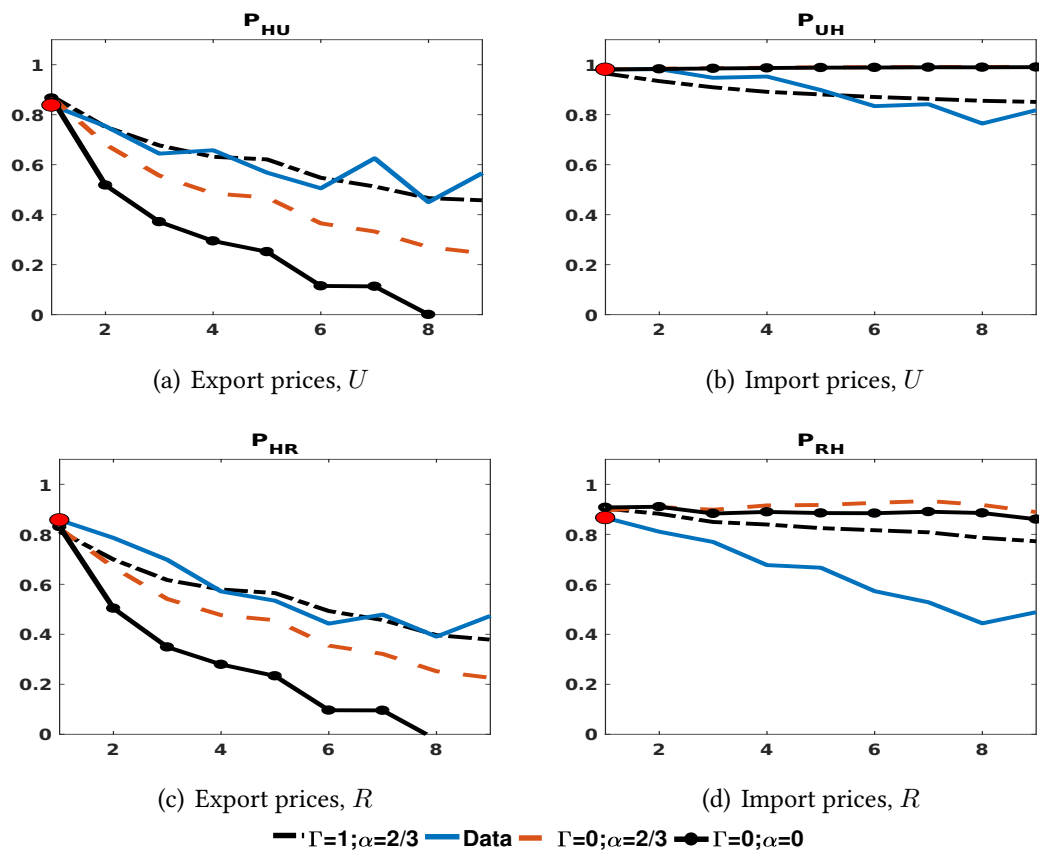 P_HU
1
0.8
0.6
0.4
0.2
0
2 4 6 8
(a) Export prices, U
P_UH
1
0.8
0.6
0.4
0.2
0
2 4 6 8
(b) Import prices, U
P_HR
1
0.8
0.6
0.4
0.2
0
2 4 6 8
(c) Export prices, R
P_RH
1
0.8
0.6
0.4
0.2
0
2 4 6 8
(d) Import prices, R
Γ=1;α=2/3 Data Γ=0;α=2/3 Γ=0;α=0